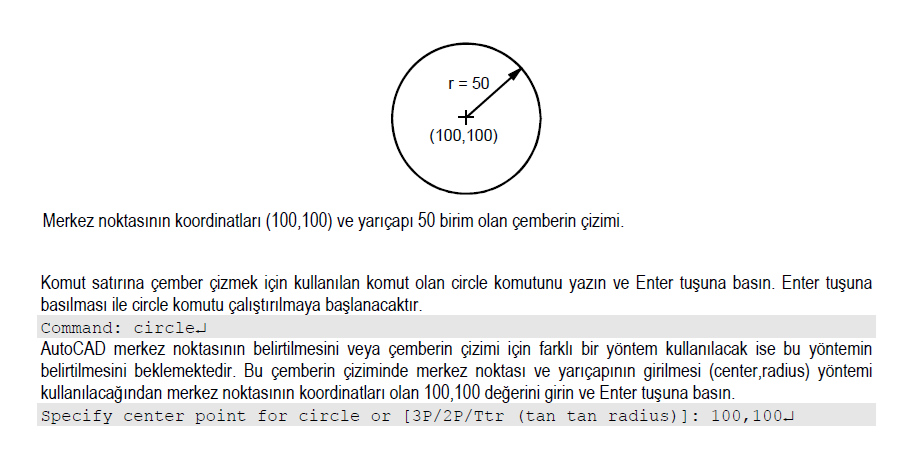 r = 50
(100,100)
Merkez noktasının koordinatları (100,100) ve yarıçapı 50 birim olan çemberin çizimi.
Komut satırına çember çizmek için kullanılan komut olan circle komutunu yazın ve Enter tuşuna basın. Enter tuşuna
basılması ile circle komutu çalıştırılmaya başlanacaktır.
Command: circle↵
AutoCAD merkez noktasının belirtilmesini veya çemberin çizimi için farklı bir yöntem kullanılacak ise bu yöntemin
belirtilmesini beklemektedir. Bu çemberin çiziminde merkez noktası ve yarıçapının girilmesi (center,radius) yöntemi
kullanılacağından merkez noktasının koordinatları olan 100,100 değerini girin ve Enter tuşuna basın.
Specify center point for circle or [3P/2P/Ttr (tan tan radius)]: 100,100↵